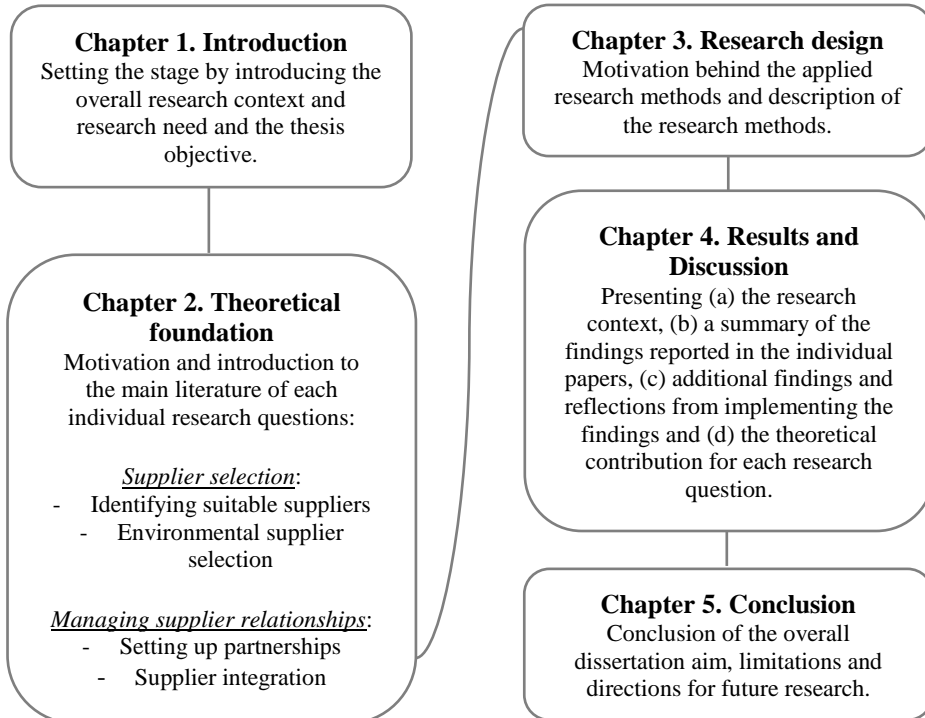 Chapter 1. Introduction
Setting the stage by introducing the
overall research context and
research need and the thesis
objective.
Chapter 2. Theoretical
foundation
Motivation and introduction to
the main literature of each
individual research questions:
Supplier selection:
- Identifying suitable suppliers
- Environmental supplier
selection
Managing supplier relationships:
- Setting up partnerships
- Supplier integration
Chapter 3. Research design
Motivation behind the applied
research methods and description of
the research methods.
Chapter 4. Results and
Discussion
Presenting (a) the research
context, (b) a summary of the
findings reported in the individual
papers, (c) additional findings and
reflections from implementing the
findings and (d) the theoretical
contribution for each research
question.
Chapter 5. Conclusion
Conclusion of the overall
dissertation aim, limitations and
directions for future research.